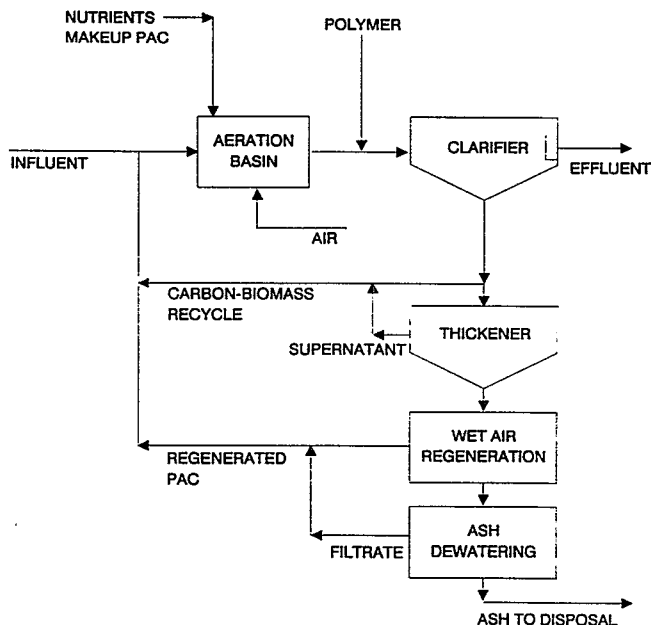 NUTRIENTS
MAKEUP PAC
POLYMER
AERATION
BASIN
CLARIFIER
INFLUENT
EFFLUENT
AIR
CARBON-BIOMASS
RECYCLE
SUPERNATANT
THICKENER
WET AIR
REGENERATION
REGENERATED
PAC
ASH
DEWATERING
FILTRATE
ASH TO DISPOSAL